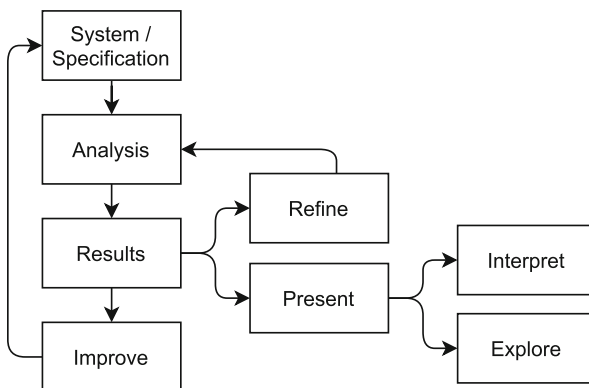 System /
Specification
Analysis
Refine
Results
Interpret
Present
Explore
Improve